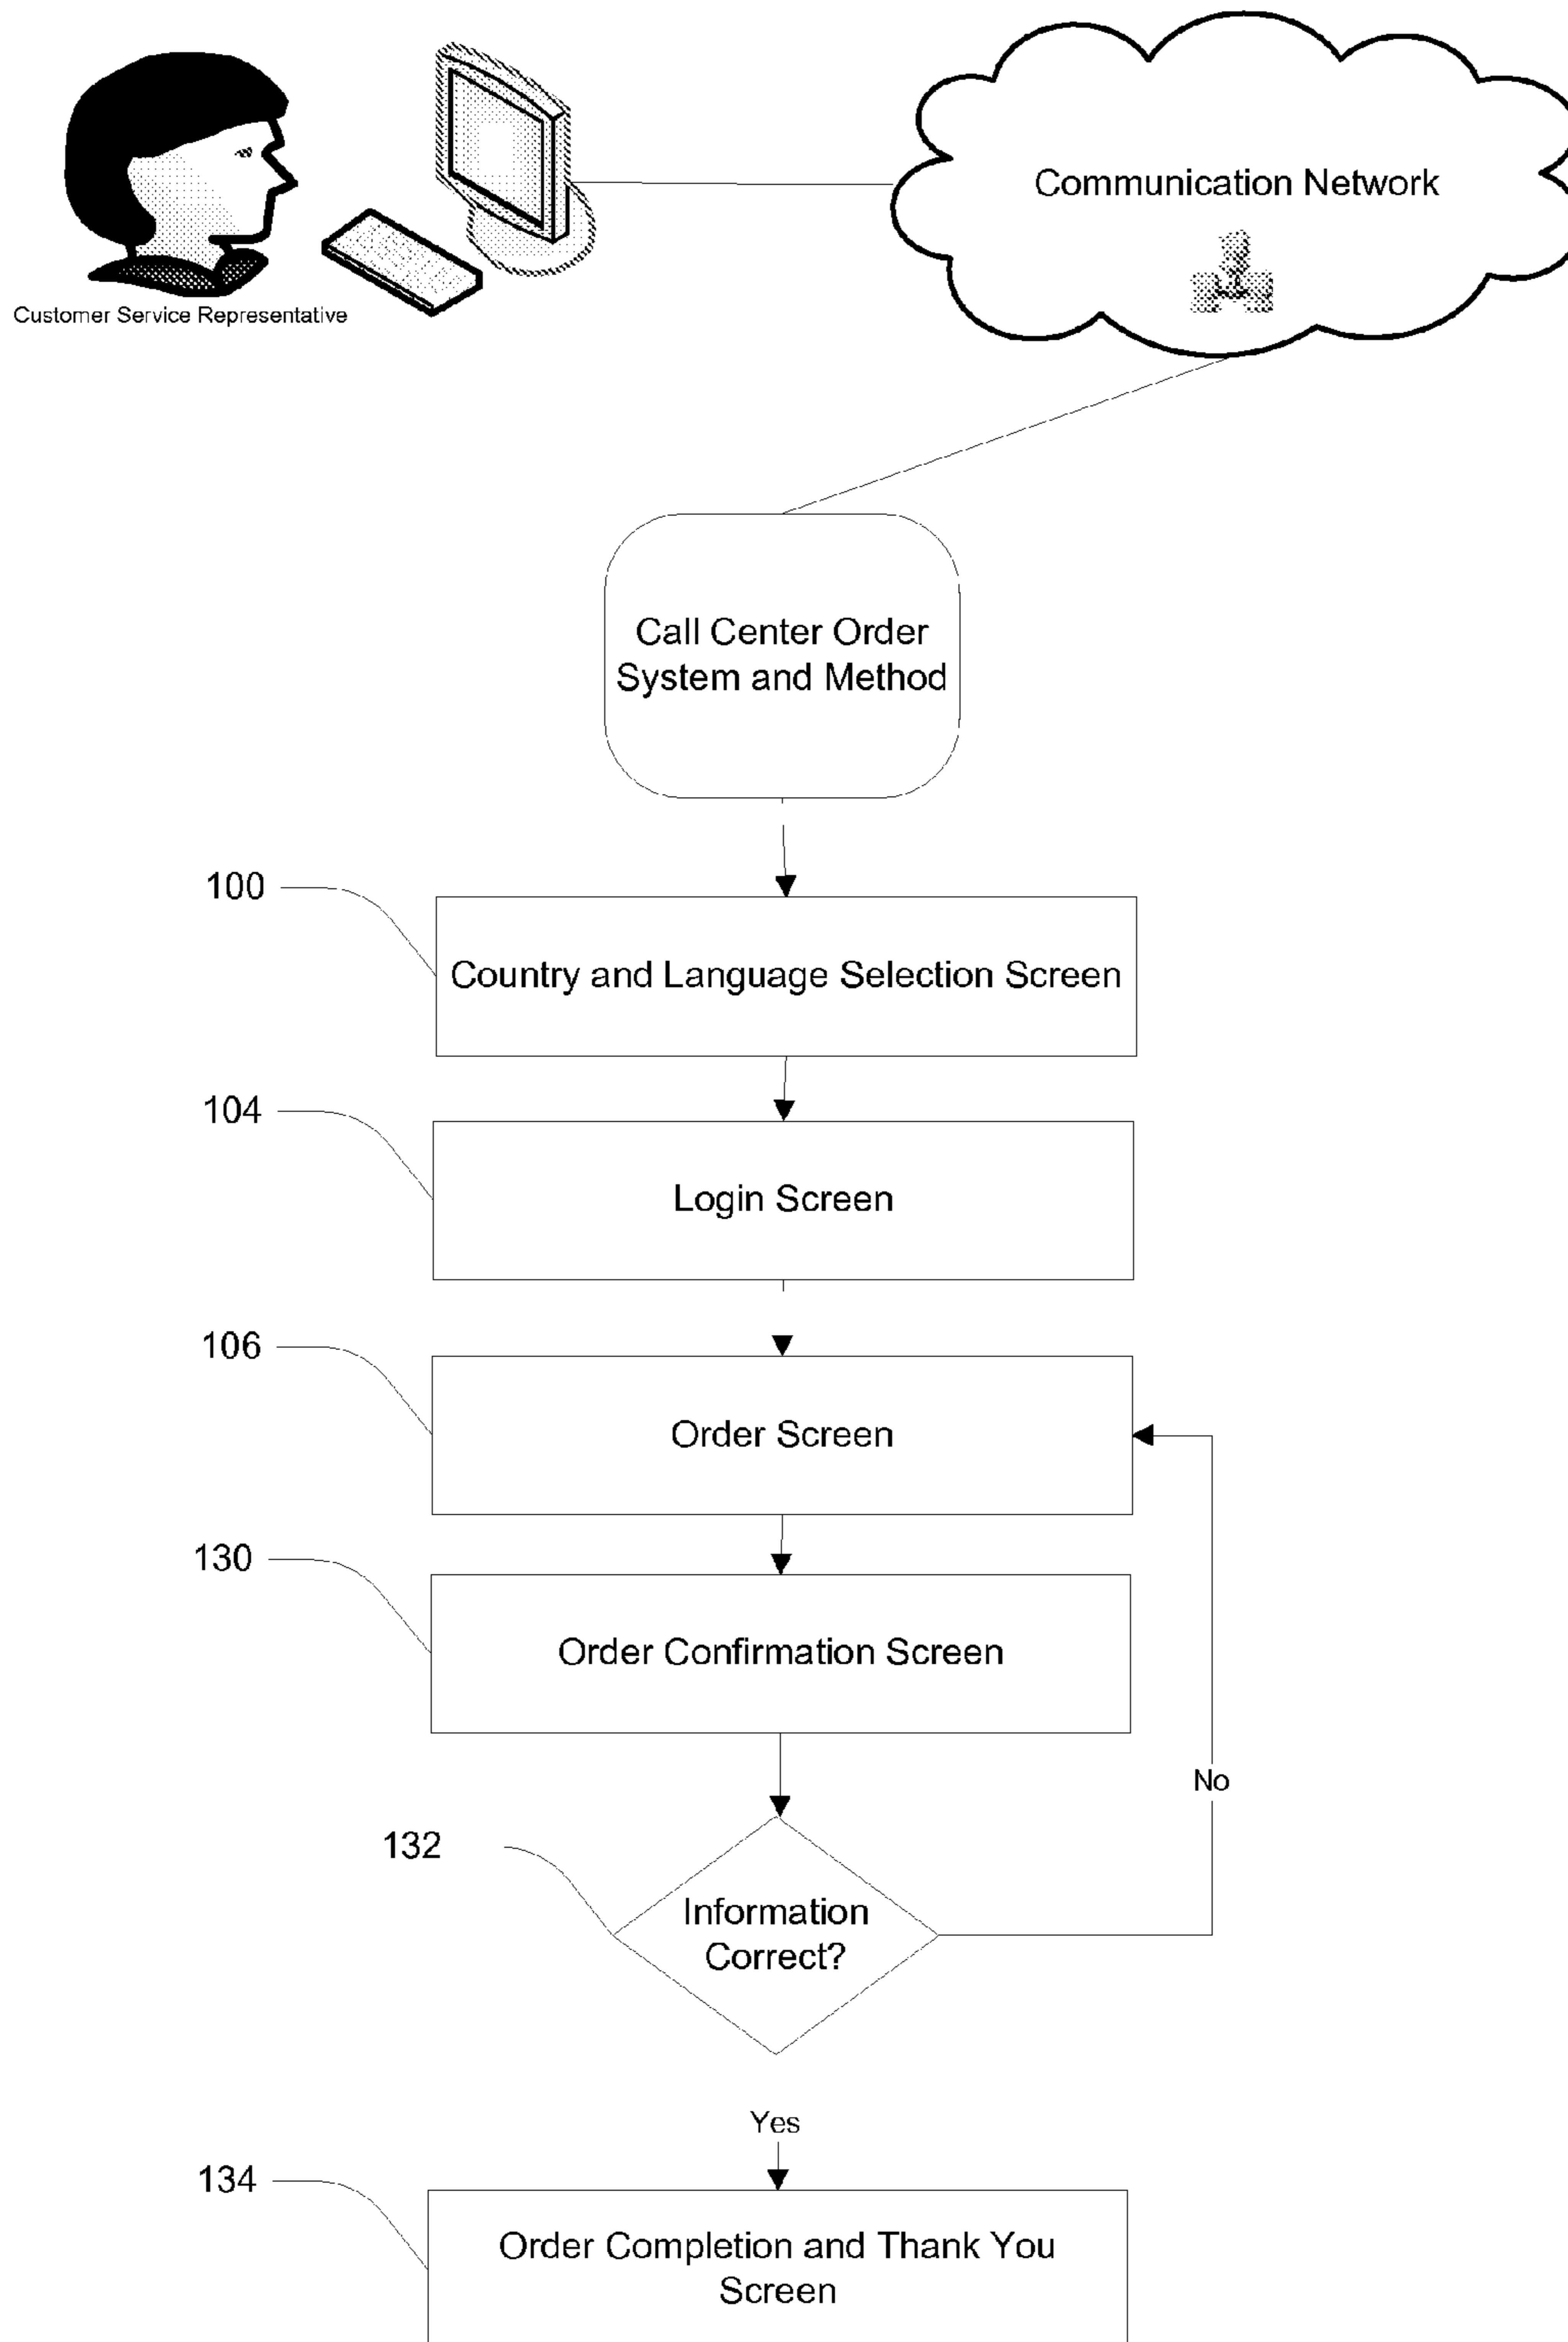 Communication Network
Customer Service Representative
Call Center Order
System and Method
100
Country and Language Selection Screen
104
Login Screen
106
Order Screen
130
Order Confirmation Screen
No
132
Information
Correct?
Yes
134
Order Completion and Thank You
Screen